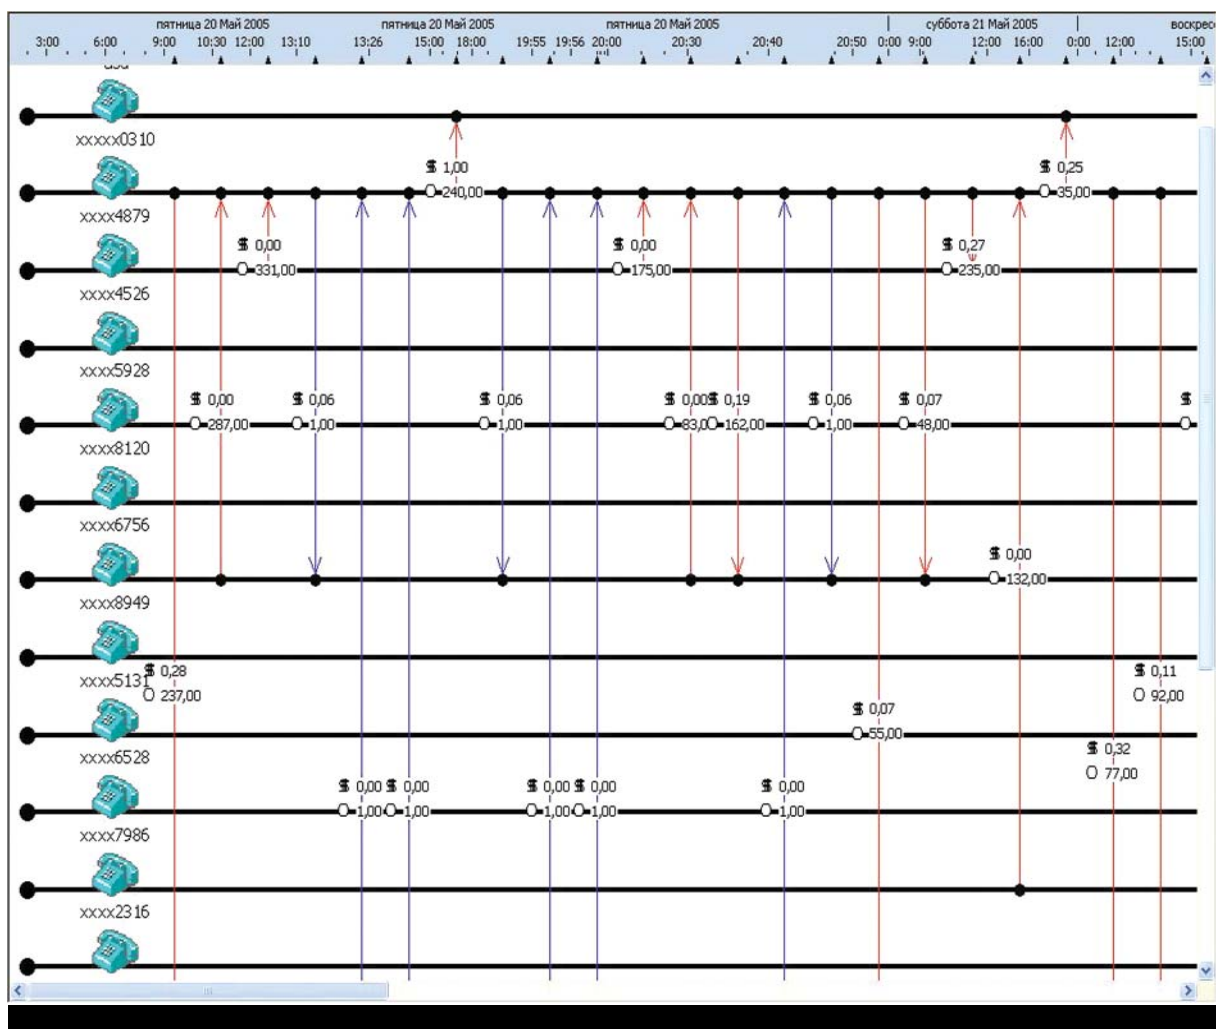 пятница 20 Май 2005 пятница 20 Май 2005 пятница 20 Май 2005 суббота 21 Май 2005 воскрес
3:00 6:00 9:00 10:30 12:00 13:10 13:26 15:00 18:00 19:55 19:56 20:00 20:30 20:40 20:50 0:00 9:00 12:00 16:00 0:00 12:00 15:00
xxxxx0310
$ 1,00 $ 0,25
240,00 35,00
xxxx4879
$ 0,00 $ 0,00 $ 0,27
331,00 175,00 235,00
xxxx4526
xxxx5928
$ 0,00 $ 0,06 $ 0,06 $ 0,00 $ 0,19 $ 0,06 $ 0,07 $
287,00 1,00 1,00 83,0 162,00 1,00 48,00
xxxx8120
xxxx6756
$ 0,00
132,00
xxxx8949
$ 0,28 $ 0,11
xxxx5131
237,00 92,00
$ 0,07
55,00
xxxx6528
$ 0,32
77,00
$ 0,00 $ 0,00 $ 0,00 $ 0,00 $ 0,00
1,00 1,00 1,00 1,00 1,00
xxxx7986
xxxx2316